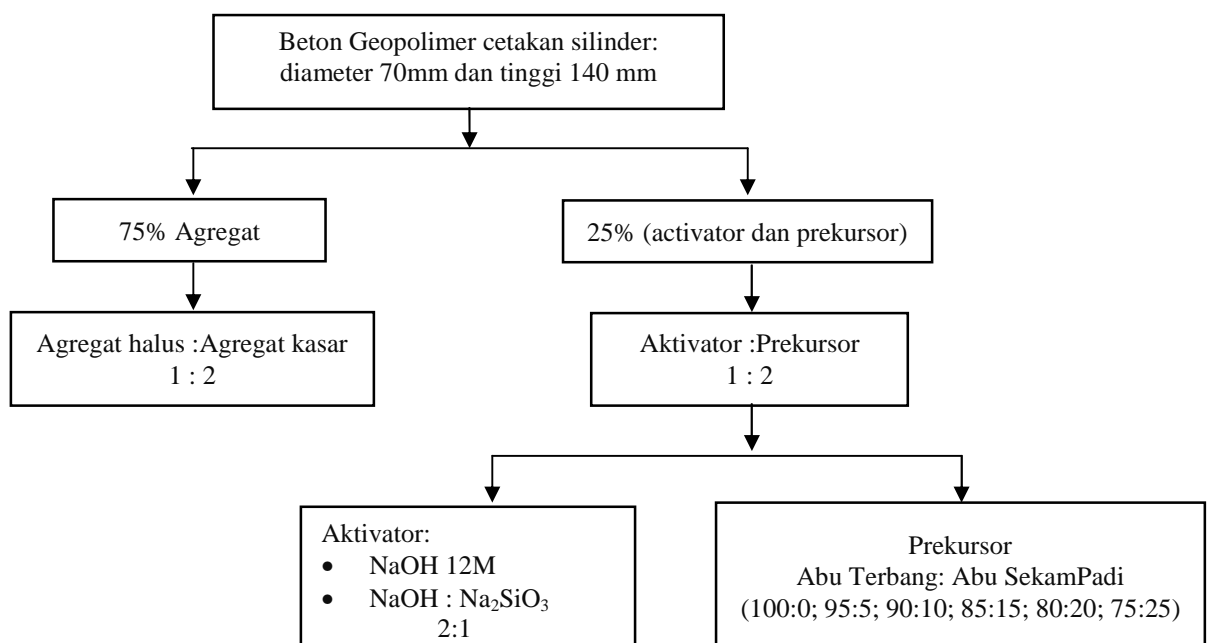 Beton Geopolimer cetakan silinder:
diameter 70mm dan tinggi 140 mm
75% Agregat
25% (activator dan prekursor)
Agregat halus :Agregat kasar
1 : 2
Aktivator :Prekursor
1 : 2
Aktivator:
• NaOH 12M
• NaOH : Na₂SiO₃
2:1
Prekursor
Abu Terbang: Abu SekamPadi
(100:0; 95:5; 90:10; 85:15; 80:20; 75:25)